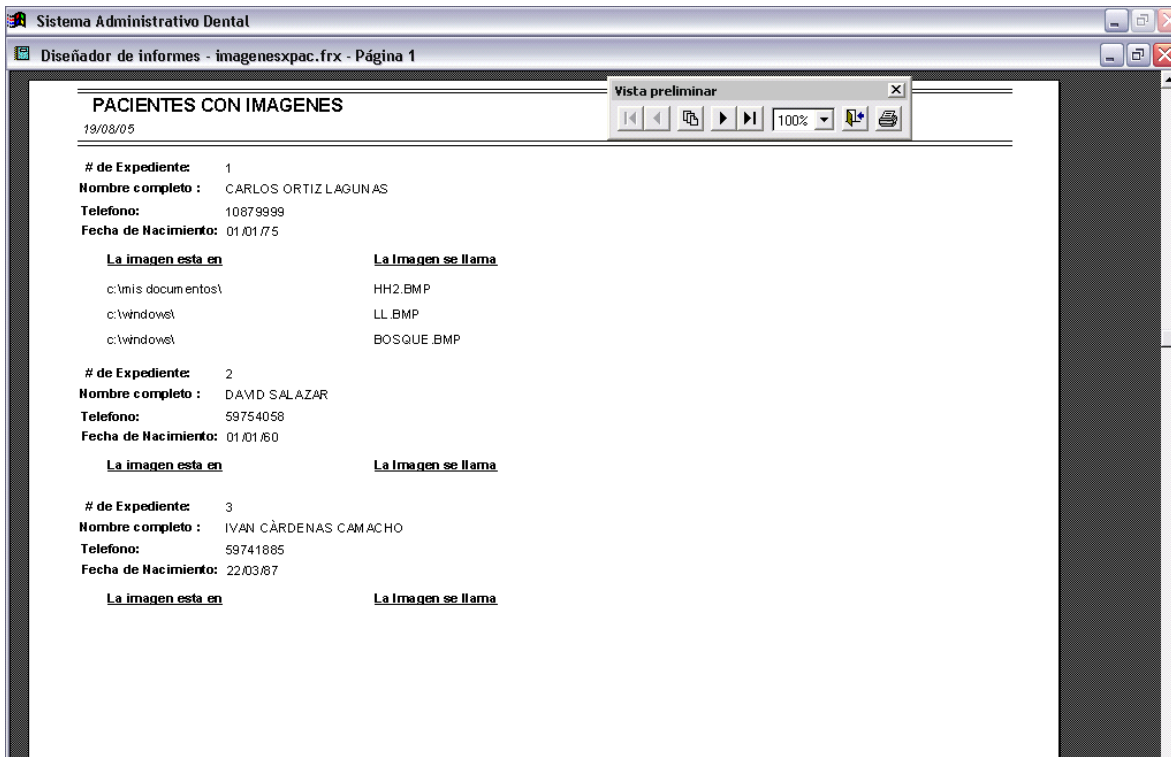 Sistema Administrativo Dental
Diseñador de informes - imagenesxpac.frx - Página 1
PACIENTES CON IMAGENES
Vista preliminar
100%
19/08/05
# de Expediente: 1
Nombre completo : CARLOS ORTIZ LAGUNAS
Telefono: 10879999
Fecha de Nacimiento: 01/01/75
La imagen esta en La Imagen se llama
c:\mis documentos\ HH2.BMP
c:\windows\ LL.BMP
c:\windows\ BOSQUE.BMP
# de Expediente: 2
Nombre completo : DAVID SALAZAR
Telefono: 59754058
Fecha de Nacimiento: 01/01/60
La imagen esta en La Imagen se llama
# de Expediente: 3
Nombre completo : IVAN CÀRDENAS CAMACHO
Telefono: 59741885
Fecha de Nacimiento: 22/03/87
La imagen esta en La Imagen se llama